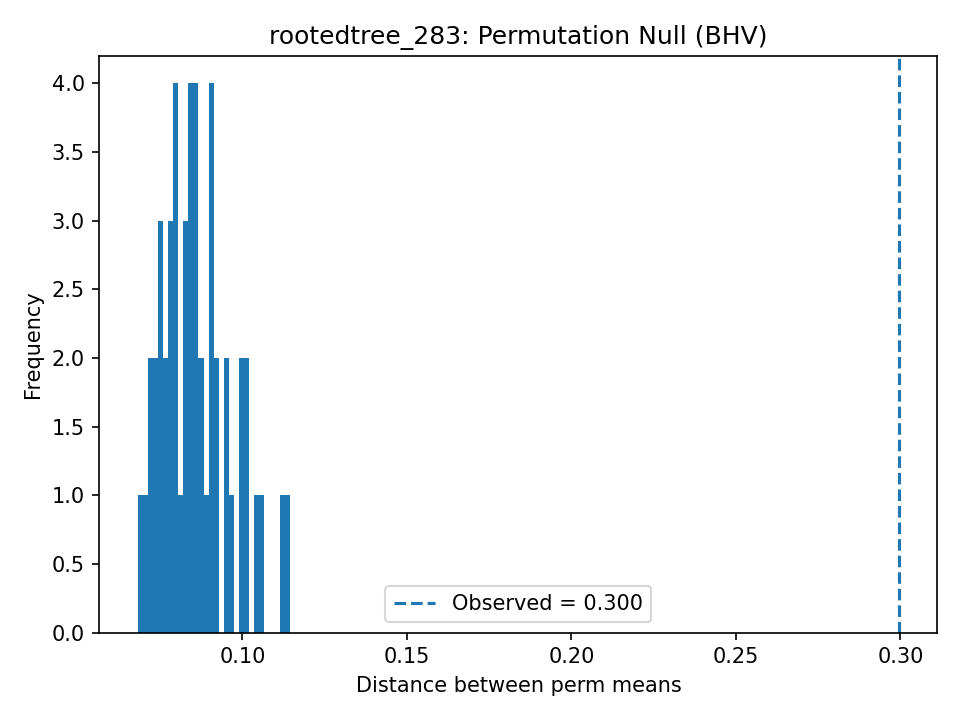 rootedtree_283: Permutation Null (BHV)
4.0
3.5
3.0
2.5
2.0
1.5
1.0
0.5
0.0
Frequency
Observed = 0.300
0.10 0.15 0.20 0.25 0.30
Distance between perm means